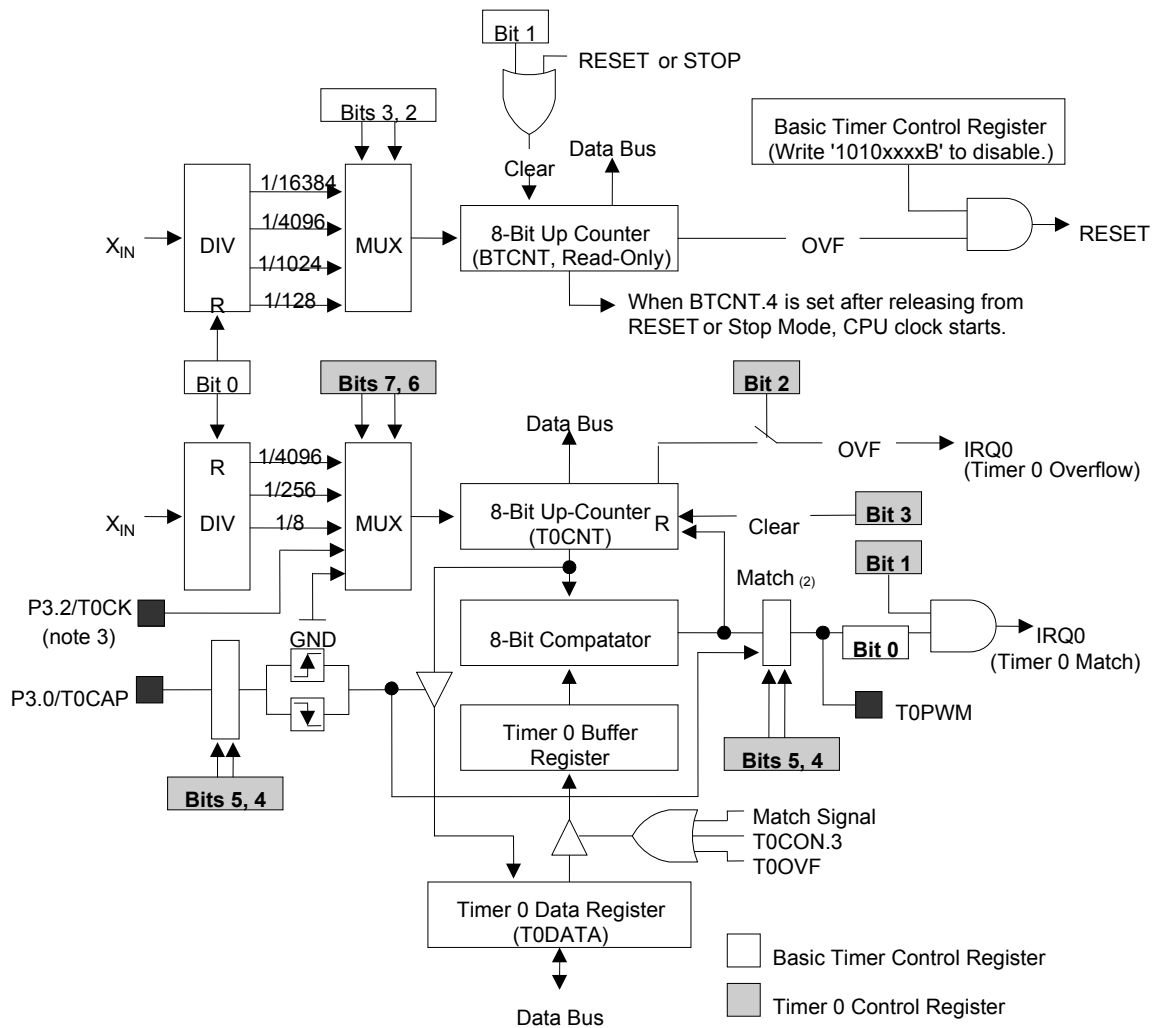 Bit 1
RESET or STOP
Bits 3, 2
Basic Timer Control Register
(Write '1010xxxxB' to disable.)
Data Bus
Clear
1/16384
1/4096
1/1024
1/128
XIN
DIV
R
MUX
8-Bit Up Counter
(BTCNT, Read-Only)
OVF
RESET
When BTCNT.4 is set after releasing from
RESET or Stop Mode, CPU clock starts.
Bit 0
Bits 7, 6
Bit 2
Data Bus
R
1/4096
1/256
1/8
XIN
DIV
MUX
8-Bit Up-Counter
(T0CNT)
R
OVF
IRQ0
(Timer 0 Overflow)
Clear
Bit 3
Bit 1
Match (2)
P3.2/T0CK
(note 3)
GND
8-Bit Compatator
Bit 0
IRQ0
(Timer 0 Match)
P3.0/T0CAP
T0PWM
Timer 0 Buffer
Register
Bits 5, 4
Bits 5, 4
Match Signal
T0CON.3
T0OVF
Timer 0 Data Register
(T0DATA)
Data Bus
Basic Timer Control Register
Timer 0 Control Register